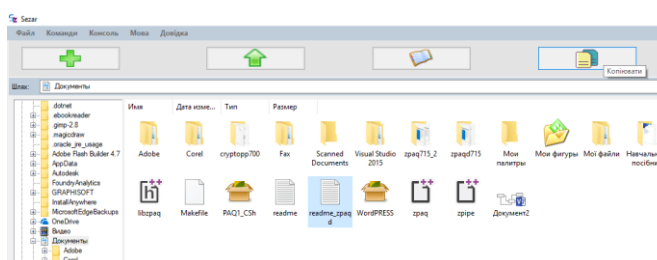 Sezar
Файл Команди Консоль Мова Довідка
Копіювати
Шлях: Документы
dotnet
ebookreader
gimp-2.8
magicdraw
oracle_jre_usage
Adobe Flash Builder 4.7
AppData
Autodesk
FoundryAnalytics
GRAPHISOFT
InstallAnywhere
MicrosoftEdgeBackups
OneDrive
Видео
Документы
Adobe
Corel
Имя Дата изме... Тип Размер
Adobe Corel cryptopp700 Fax Scanned Documents Visual Studio 2015 zpaq715_2 zpaqd715 Мои палитры Мои фигуры Мої файли Навчальн посібни
libzpaq Makefile PAQ1_CSh readme readme_zpaq d WordPRESS zpaq zpipe Документ2